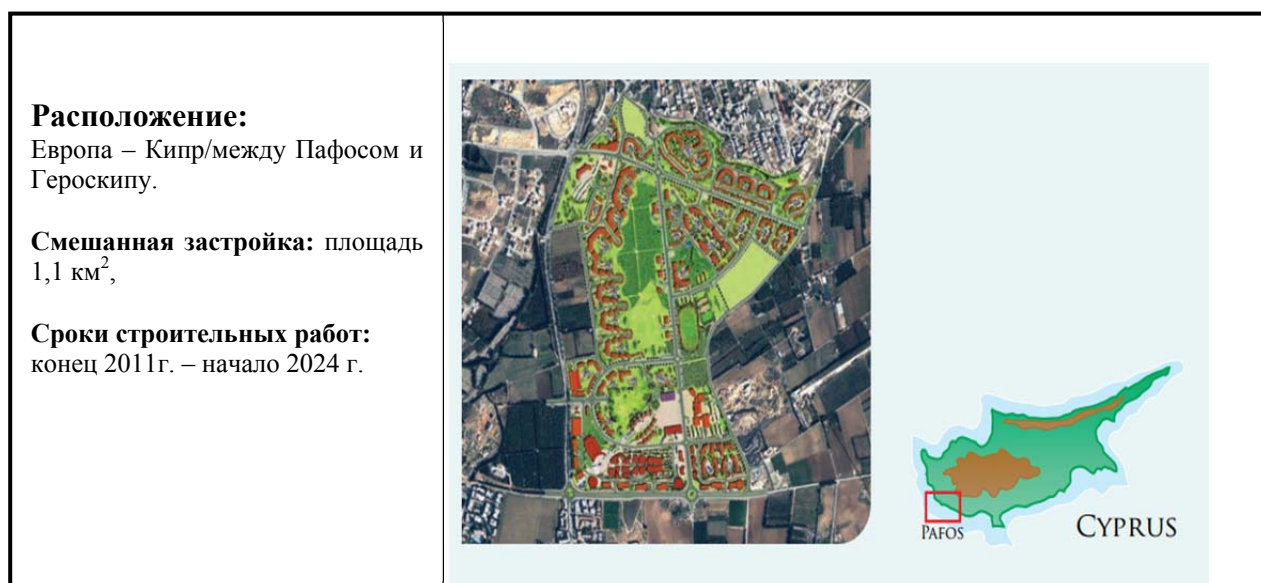 Расположение:
Европа – Кипр/между Пафосом и
Героскипу.
Смешанная застройка: площадь
1,1 км²,
Сроки строительных работ:
конец 2011г. – начало 2024 г.
PAFOS
CYPRUS